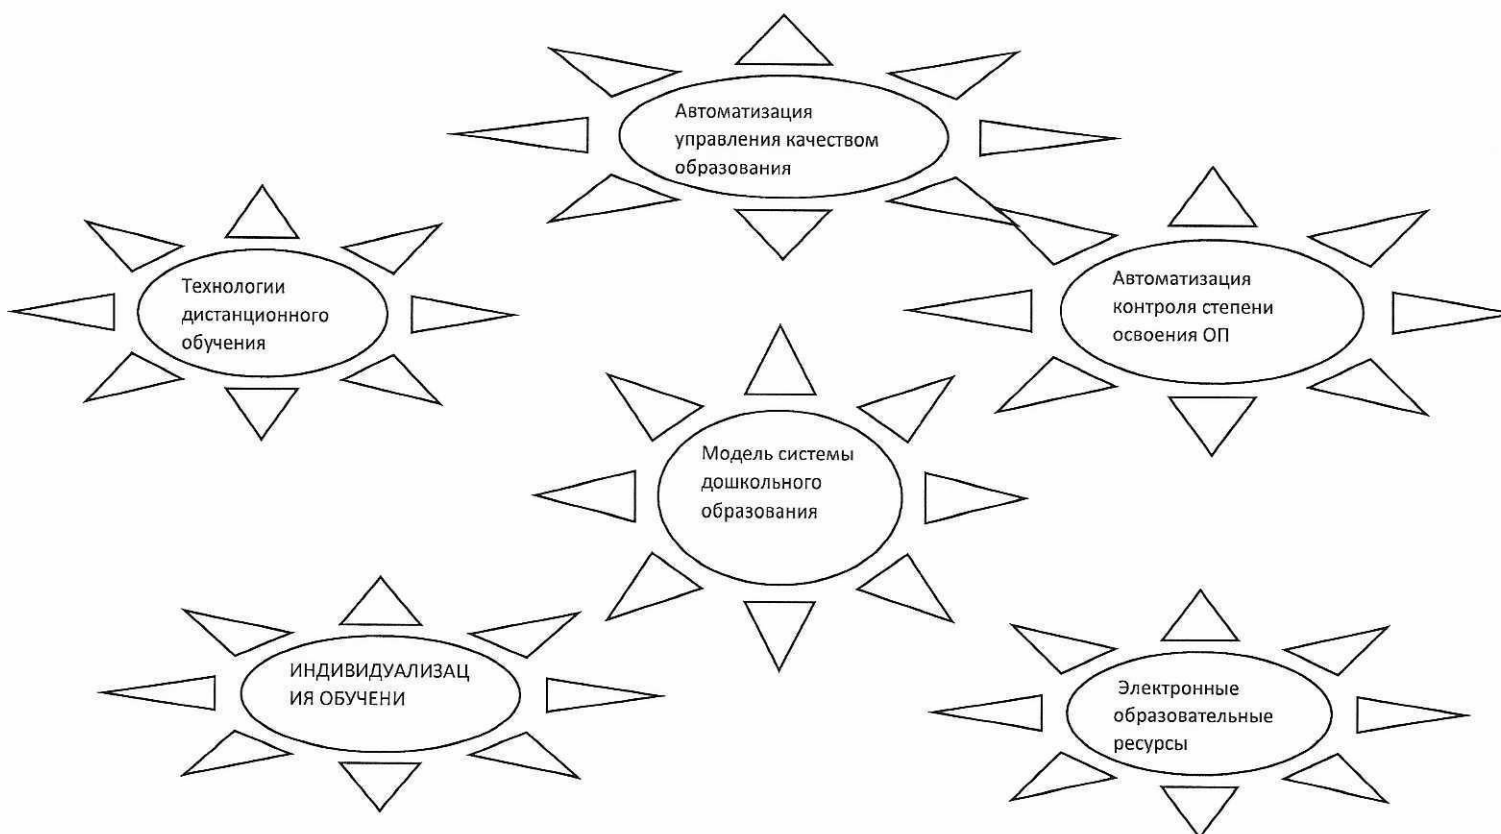 Автоматизация
управления качеством
образования
Технологии
дистанционного
обучения
Автоматизация
контроля степени
освоения ОП
Модель системы
дошкольного
образования
ИНДИВИДУАЛИЗАЦ
ИЯ ОБУЧЕНИ
Электронные
образовательные
ресурсы